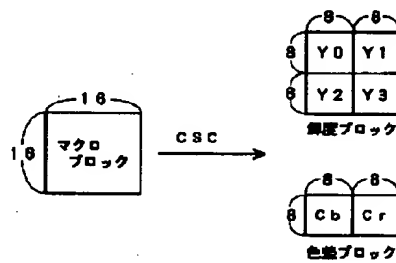 8 8
8 Y0 Y1
8 Y2 Y3
輝度ブロック
16
16
マクロ
ブロック
CSC
8 8
8 Cb Cr
色差ブロック